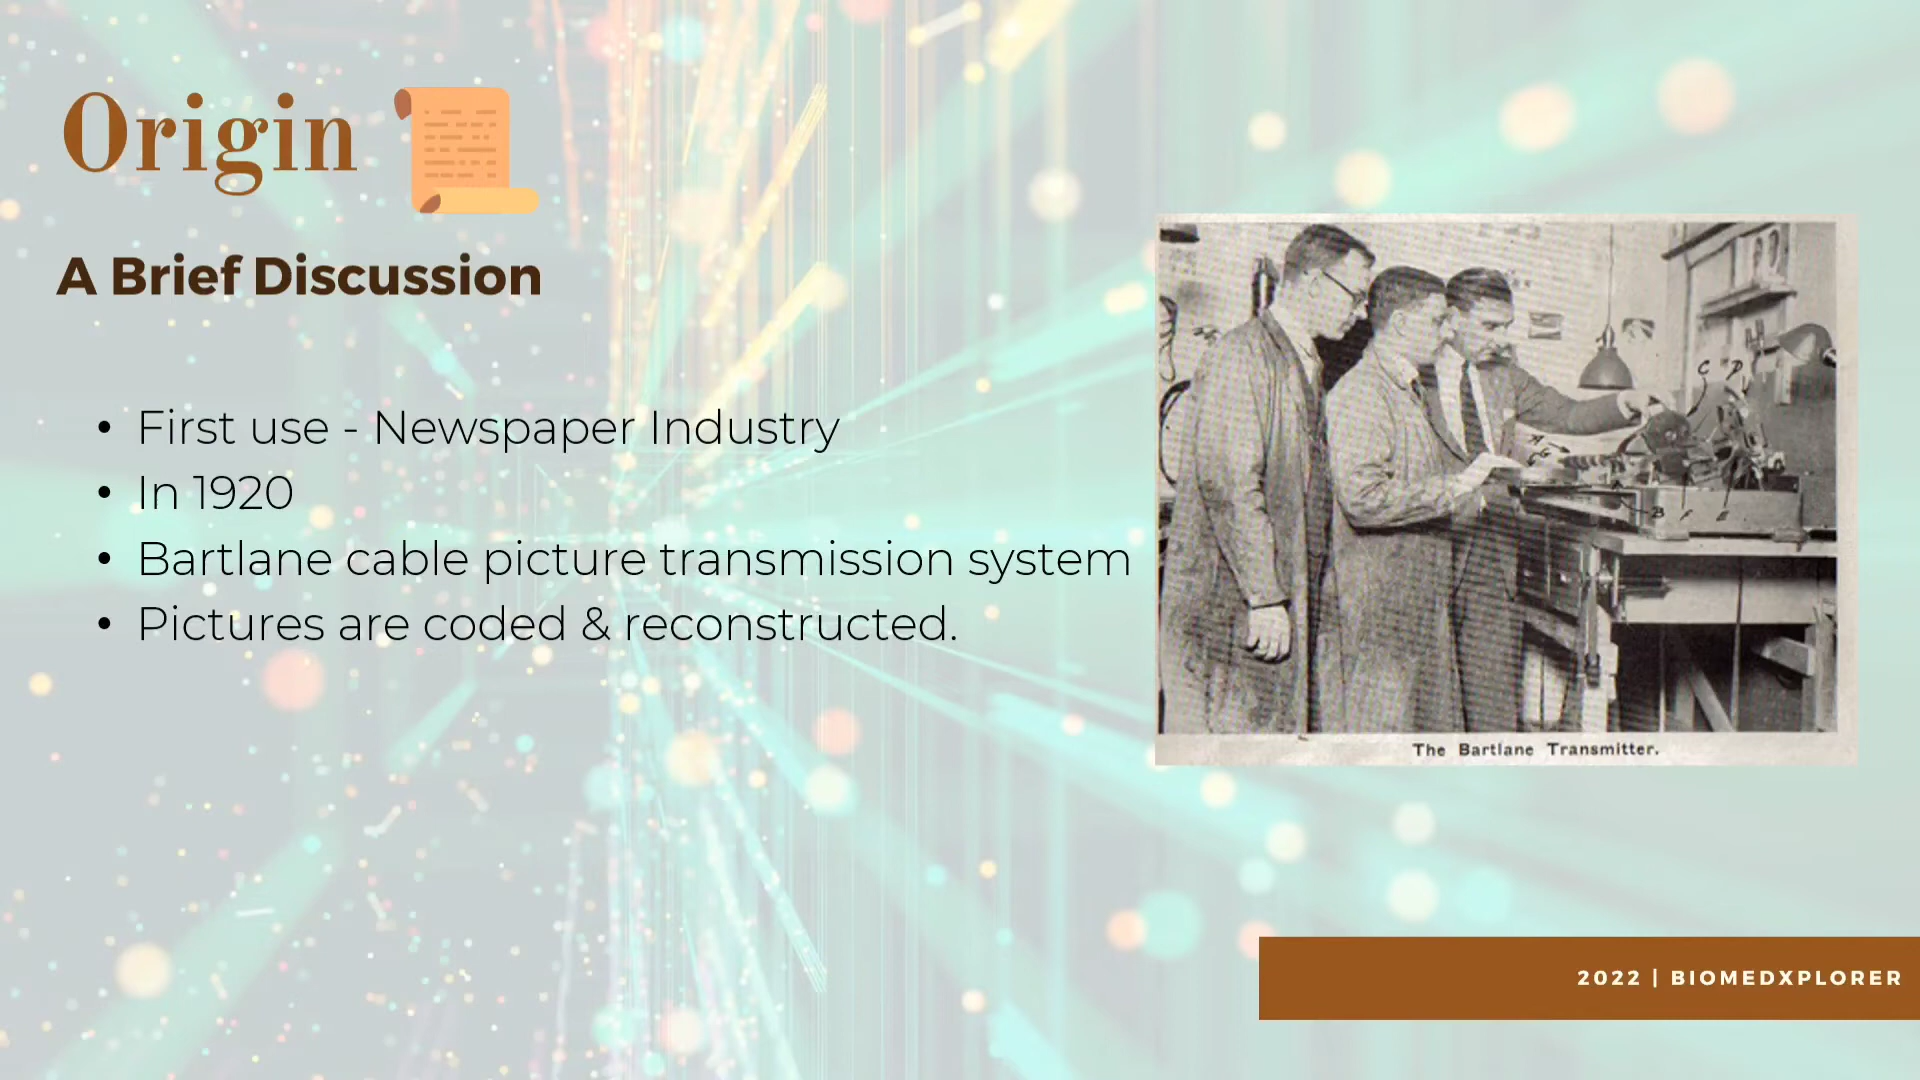 Origin
A Brief Discussion
• First use - Newspaper Industry
• In 1920
• Bartlane cable picture transmission system
• Pictures are coded & reconstructed.
C D
A
B F E
The Bartlane Transmitter.
2022 | BIOMEDXPLORER